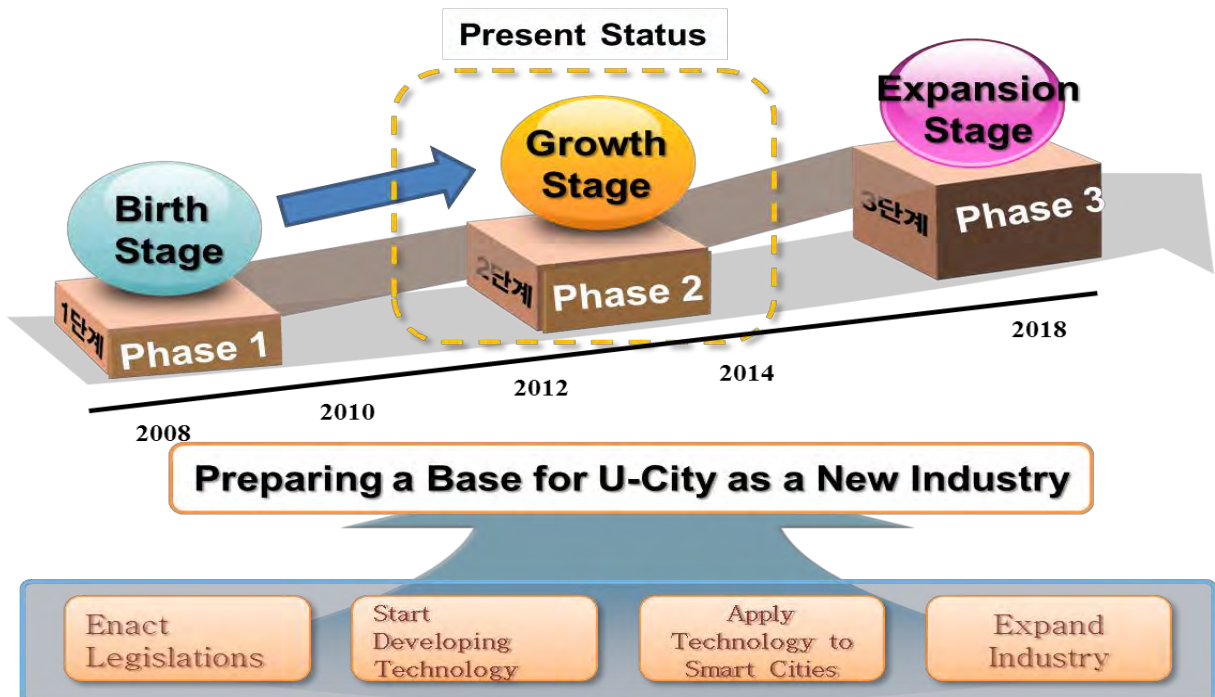 Present Status
Birth
Stage
Growth
Stage
Expansion
Stage
1단계
Phase 1
2단계
Phase 2
3단계
Phase 3
2008
2010
2012
2014
2018
Preparing a Base for U-City as a New Industry
Enact
Legislations
Start
Developing
Technology
Apply
Technology to
Smart Cities
Expand
Industry